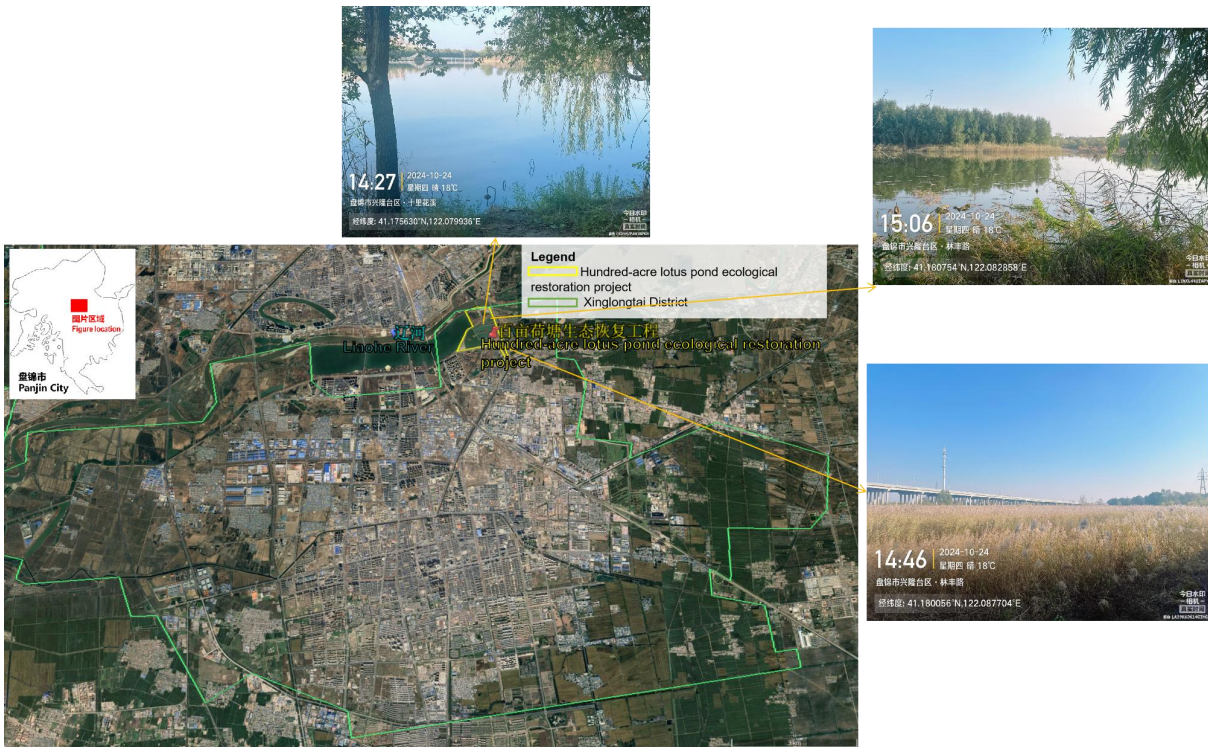 14:27
2024-10-24
星期四 晴 18℃
盘锦市兴隆台区·十里花溪
经纬度: 41.175630°N,122.079936°E
今日水印
相机
真实时间
15:06
2024-10-24
星期四 晴 18℃
盘锦市兴隆台区·林丰路
经纬度: 41.180754°N,122.082858°E
今日水印
相机
真实时间
Legend
Hundred-acre lotus pond ecological
restoration project
Xinglongtai District
图片区域
Figure location
盘锦市
Panjin City
辽河
Liaohe River
百亩荷塘生态恢复工程
Hundred-acre lotus pond ecological restoration
project
14:46
2024-10-24
星期四 晴 18℃
盘锦市兴隆台区·林丰路
经纬度: 41.180056°N,122.087704°E
今日水印
相机
真实时间